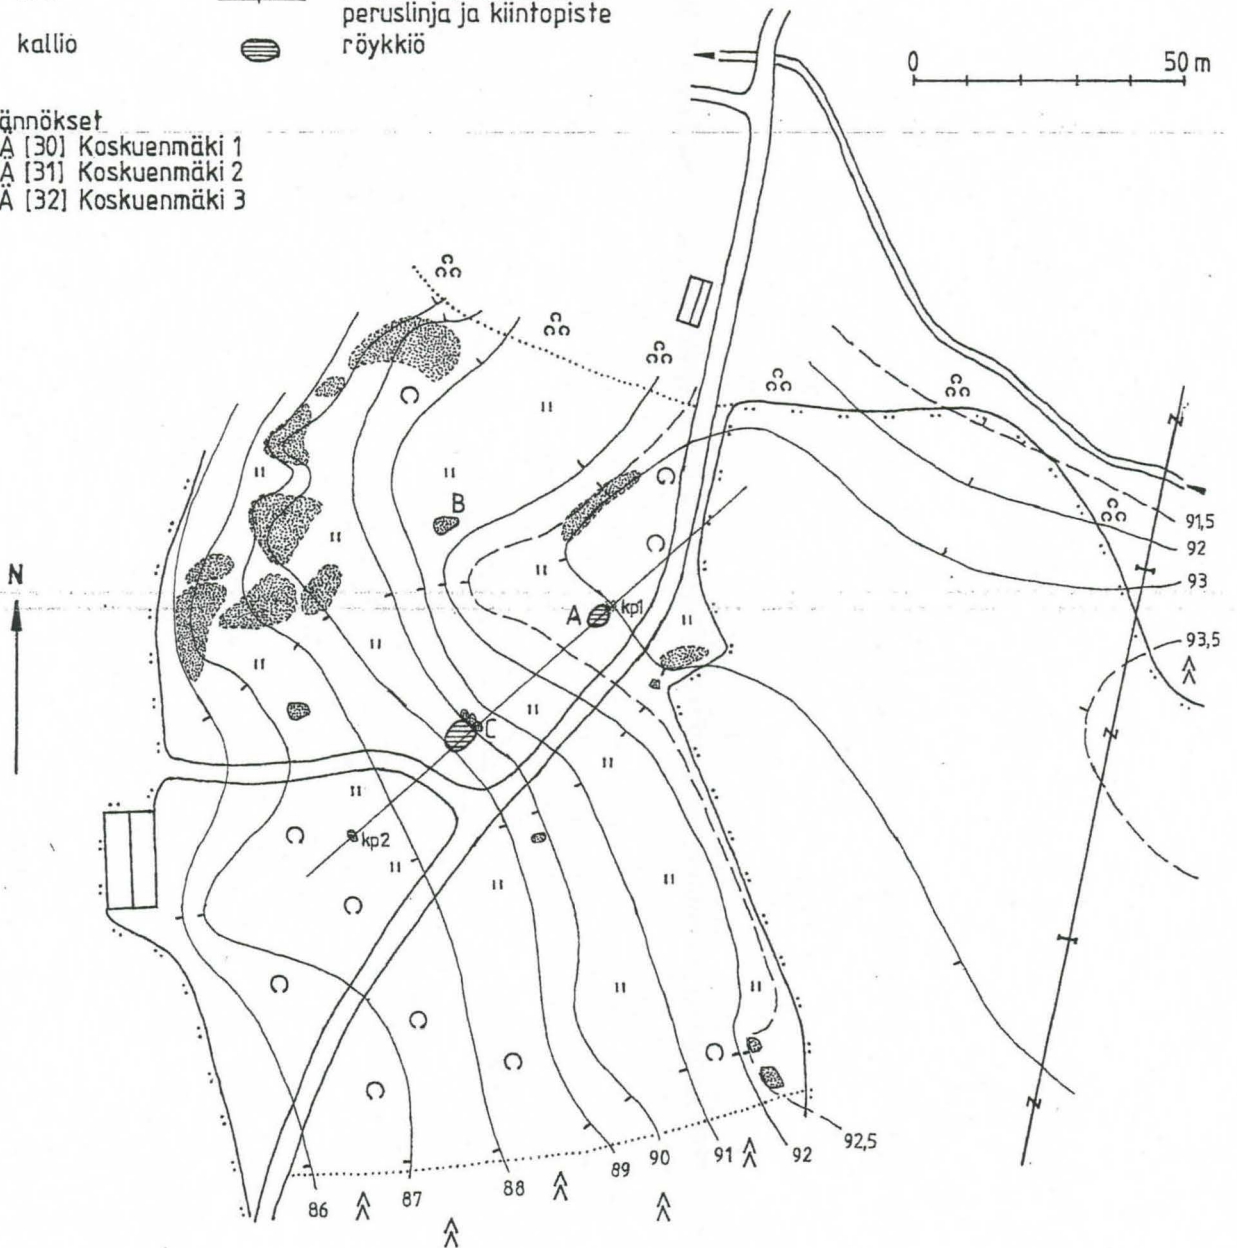 peruslinja ja kiintopiste
kallio
röykkiö
0 50 m
ännökset
Ä [30] Koskuenmäki 1
Ä [31] Koskuenmäki 2
Ä [32] Koskuenmäki 3
B
91,5
92
N
93
A kp1
93,5
C
kp2
92,5
90
91
92
89
88
87
86